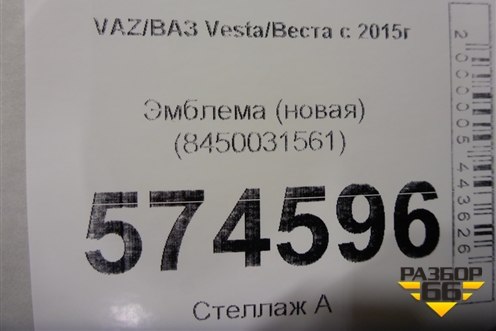 VAZ/ВАЗ Vesta/Веста с 2015г
Эмблема (новая)
(8450031561)
574596
Стеллаж А
2000005443626
РАЗБОР
66